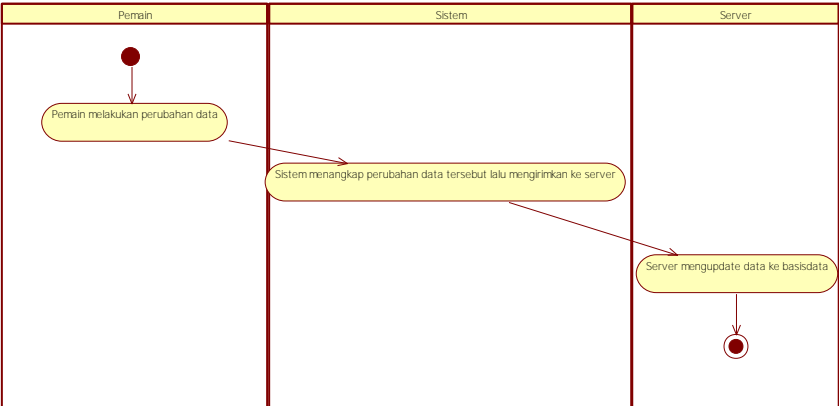 Pemain
Sistem
Server
Pemain melakukan perubahan data
Sistem menangkap perubahan data tersebut lalu mengirimkan ke server
Server mengupdate data ke basisdata